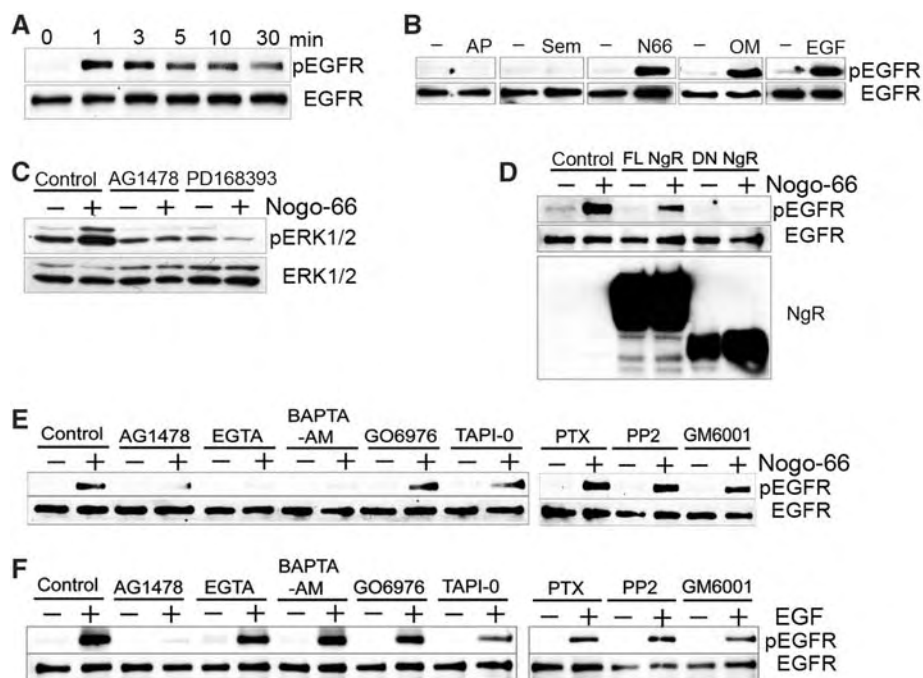 A
0 1 3 5 10 30 min
pEGFR
EGFR
B
– AP – Sem – N66 – OM – EGF
pEGFR
EGFR
C
Control AG1478 PD168393
– + – + – + Nogo-66
pERK1/2
ERK1/2
D
Control FL NgR DN NgR
– + – + – + Nogo-66
pEGFR
EGFR
NgR
E
Control AG1478 EGTA BAPTA
-AM GO6976 TAPI-0 PTX PP2 GM6001
– + – + – + – + – + – + – + – + – + Nogo-66
pEGFR
EGFR
F
Control AG1478 EGTA BAPTA
-AM GO6976 TAPI-0 PTX PP2 GM6001
– + – + – + – + – + – + – + – + – + EGF
pEGFR
EGFR